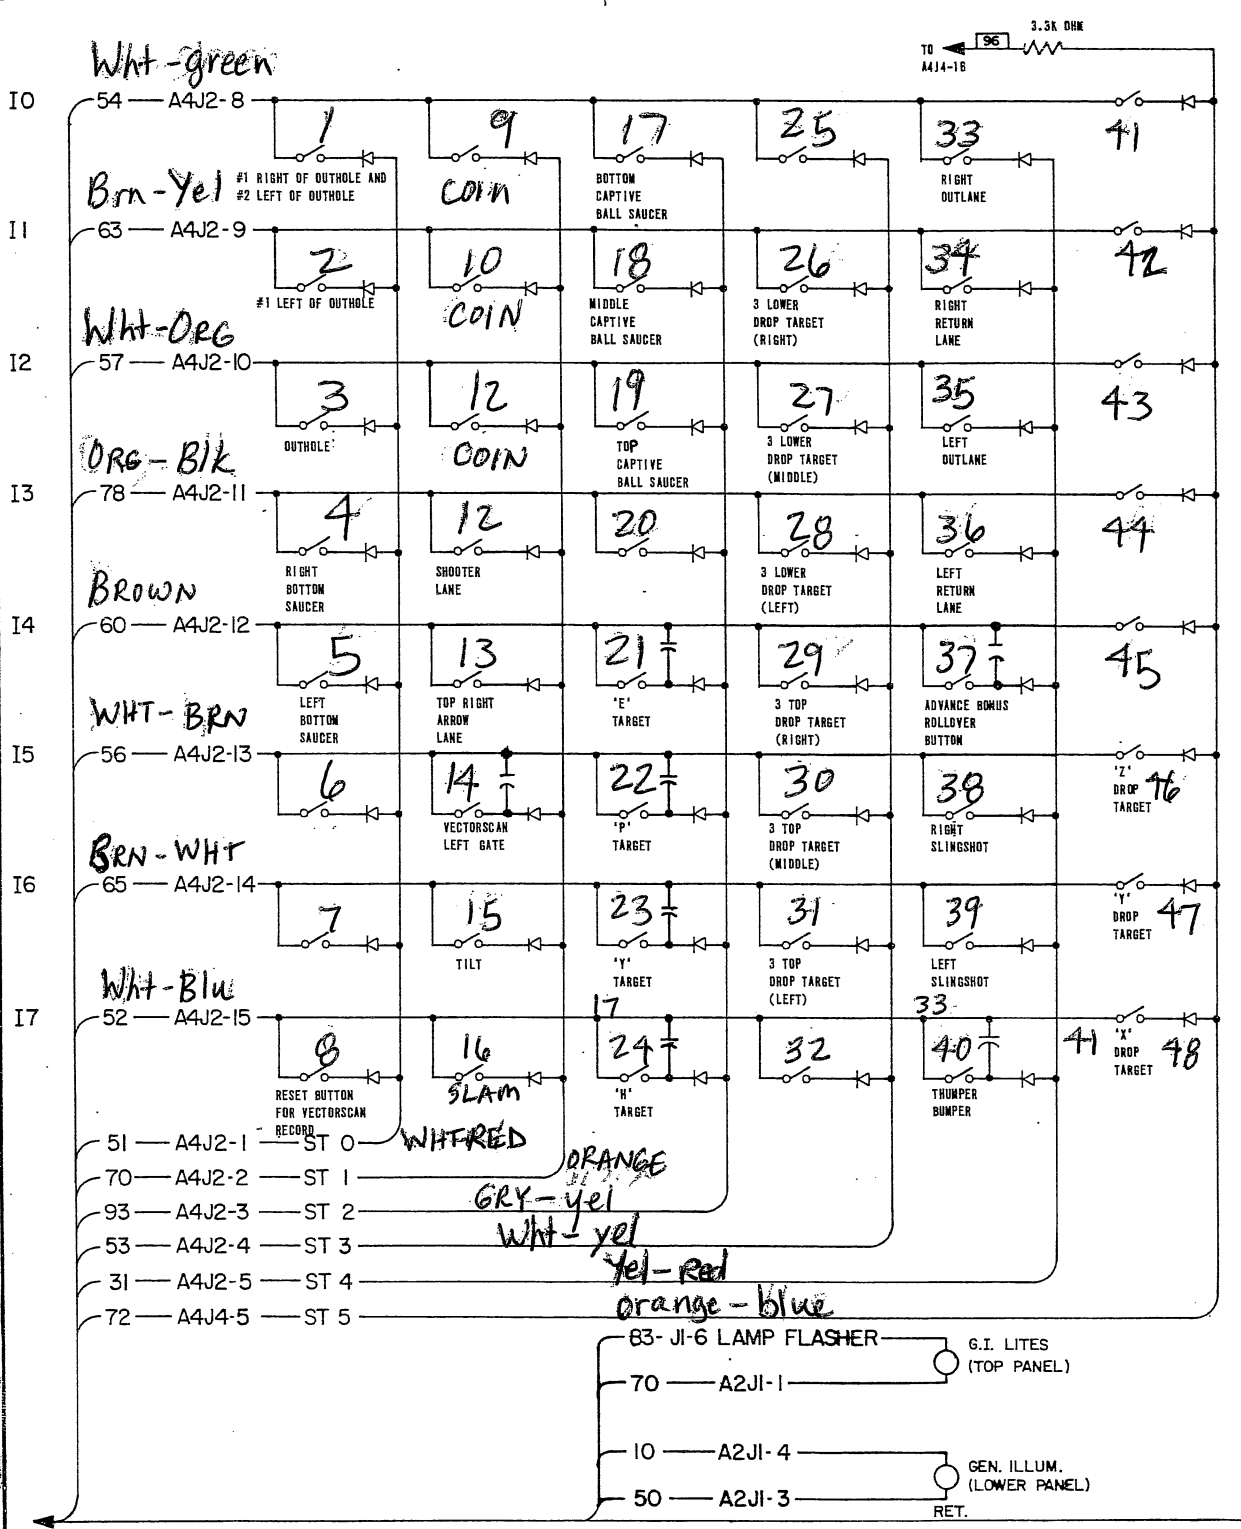 3.3K OHM
TO 96
A4J4-16
Wht-green
I0 54 A4J2-8
1 9 17 25 33 41
#1 RIGHT OF OUTHOLE AND
#2 LEFT OF OUTHOLE
coin
BOTTOM
CAPTIVE
BALL SAUCER
RIGHT
OUTLANE
Brn-Yel
I1 63 A4J2-9
2 10 18 26 34 42
#1 LEFT OF OUTHOLE
COIN
MIDDLE
CAPTIVE
BALL SAUCER
3 LOWER
DROP TARGET
(RIGHT)
RIGHT
RETURN
LANE
Wht-ORG
I2 57 A4J2-10
3 12 19 27 35 43
OUTHOLE
COIN
TOP
CAPTIVE
BALL SAUCER
3 LOWER
DROP TARGET
(MIDDLE)
LEFT
OUTLANE
ORG-Blk
I3 78 A4J2-11
4 12 20 28 36 44
RIGHT
BOTTOM
SAUCER
SHOOTER
LANE
3 LOWER
DROP TARGET
(LEFT)
LEFT
RETURN
LANE
BROWN
I4 60 A4J2-12
5 13 21 29 37 45
LEFT
BOTTOM
SAUCER
TOP RIGHT
ARROW
LANE
'E'
TARGET
3 TOP
DROP TARGET
(RIGHT)
ADVANCE BONUS
ROLLOVER
BUTTON
WHT-BRN
I5 56 A4J2-13
6 14 22 30 38 46
VECTORSCAN
LEFT GATE
'P'
TARGET
3 TOP
DROP TARGET
(MIDDLE)
RIGHT
SLINGSHOT
'Z'
DROP
TARGET
BRN-WHT
I6 65 A4J2-14
7 15 23 31 39 47
TILT
'Y'
TARGET
3 TOP
DROP TARGET
(LEFT)
LEFT
SLINGSHOT
'Y'
DROP
TARGET
Wht-Blu
17 33 41
I7 52 A4J2-15
8 16 24 32 40 48
RESET BUTTON
FOR VECTORSCAN
RECORD
SLAM
'H'
TARGET
THUMPER
BUMPER
'X'
DROP
TARGET
51 A4J2-1 ST 0 WHT-RED
70 A4J2-2 ST 1 ORANGE
93 A4J2-3 ST 2 GRY-yel
53 A4J2-4 ST 3 Wht-yel
31 A4J2-5 ST 4 Yel-Red
72 A4J4-5 ST 5 orange-blue
83- J1-6 LAMP FLASHER
G.I. LITES
(TOP PANEL)
70 A2J1-1
10 A2J1-4
GEN. ILLUM.
(LOWER PANEL)
50 A2J1-3
RET.